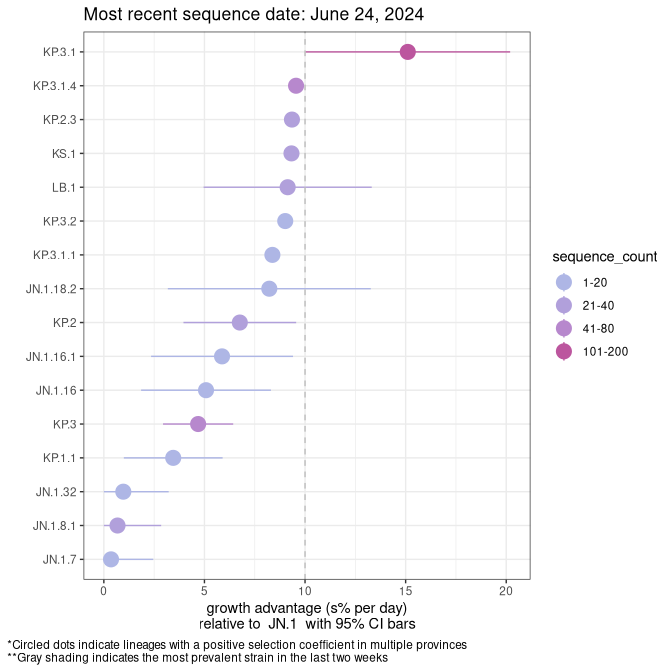 Most recent sequence date: June 24, 2024
KP.3.1
KP.3.1.4
KP.2.3
KS.1
LB.1
KP.3.2
KP.3.1.1
JN.1.18.2
KP.2
JN.1.16.1
JN.1.16
KP.3
KP.1.1
JN.1.32
JN.1.8.1
JN.1.7
0 5 10 15 20
growth advantage (s% per day)
relative to JN.1 with 95% CI bars
sequence_count
1-20
21-40
41-80
101-200
*Circled dots indicate lineages with a positive selection coefficient in multiple provinces
**Gray shading indicates the most prevalent strain in the last two weeks